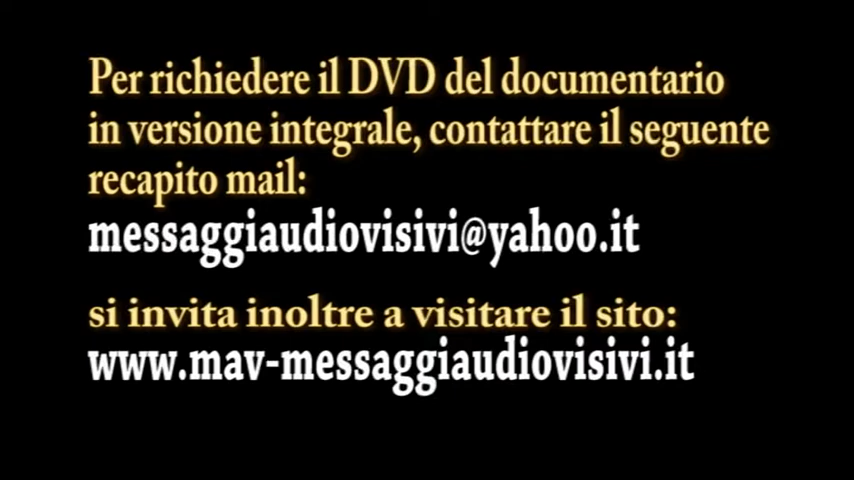 Per richiedere il DVD del documentario
in versione integrale, contattare il seguente
recapito mail:
messaggiaudiovisivi@yahoo.it
si invita inoltre a visitare il sito:
www.mav-messaggiaudiovisivi.it